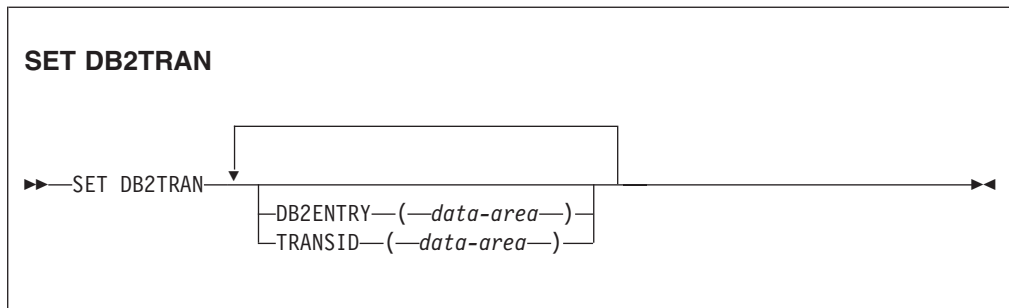 SET DB2TRAN
SET DB2TRAN
DB2ENTRY ( data-area )
TRANSID ( data-area )